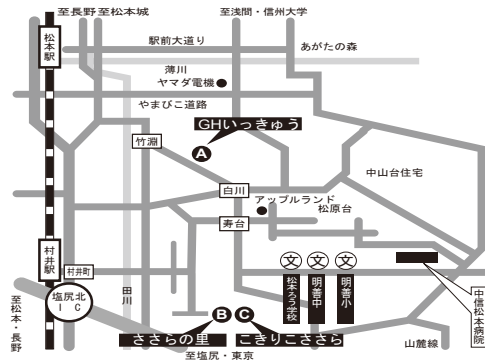 至長野 至松本城
至浅間・信州大学
松本駅
駅前大道り
あがたの森
薄川
ヤマダ電機
やまびこ道路
GHいっきゅう
竹淵
A
中山台住宅
白川
アップルランド
松原台
寿台
村井駅
村井町
塩尻北
IC
田川
文 文 文
松本ろう学校
明善中
明善小
中信松本病院
B C
ささらの里
こきりこささら
至松本・長野
至塩尻・東京
山麓線